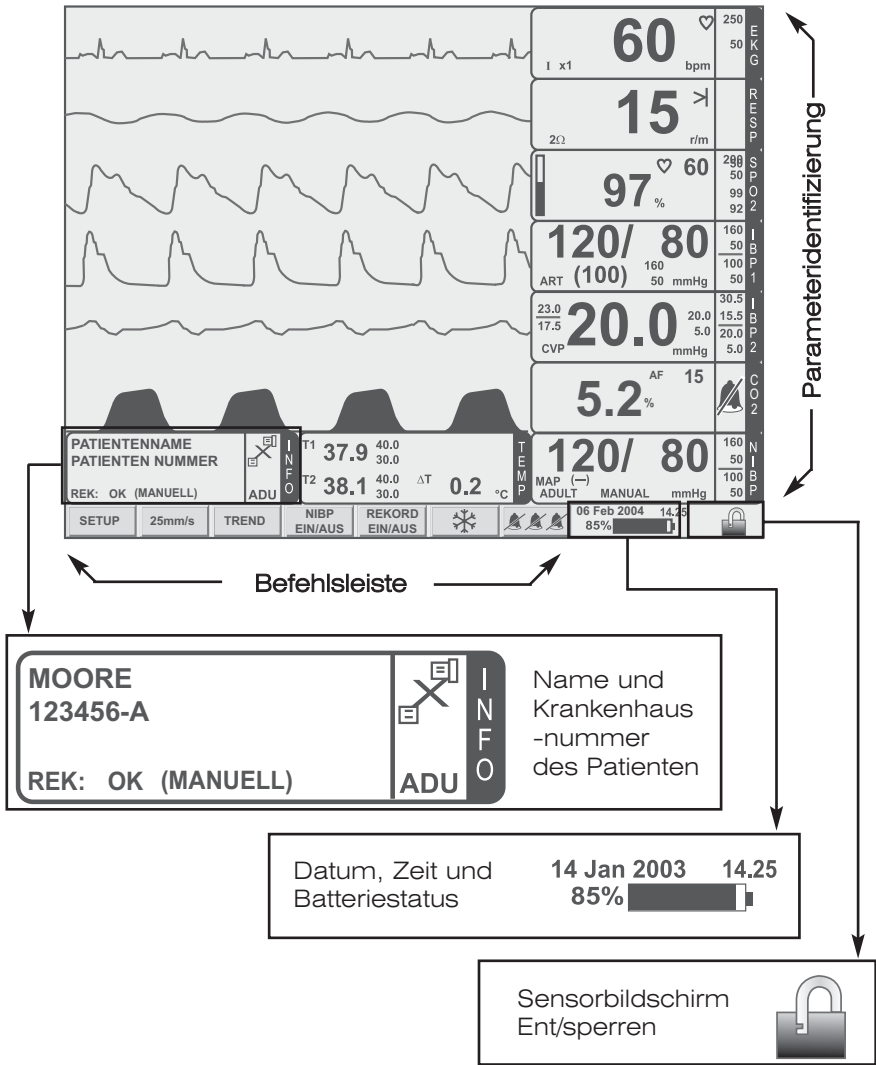 60
I x1
bpm
250
50
EKG
15
2Ω
r/m
RESP
97
%
60
50
99
92
SPO2
120/ 80
ART (100)
160
50 mmHg
160
50
100
50
IBP1
23.0
17.5
20.0
CVP
20.0
5.0
mmHg
30.5
15.5
20.0
5.0
IBP2
5.2
%
AF 15
CO2
Parameteridentifizierung
PATIENTENNAME
PATIENTEN NUMMER
REK: OK (MANUELL)
ADU
INFO
T1 37.9 40.0
30.0
T2 38.1 40.0
30.0
ΔT 0.2 °C
TEMP
120/ 80
MAP (—)
ADULT MANUAL mmHg
160
50
100
50
NIBP
SETUP
25mm/s
TREND
NIBP
EIN/AUS
REKORD
EIN/AUS
06 Feb 2004 14.25
85%
Befehlsleiste
MOORE
123456-A
REK: OK (MANUELL)
ADU
INFO
Name und
Krankenhaus
-nummer
des Patienten
Datum, Zeit und
Batteriestatus
14 Jan 2003 14.25
85%
Sensorbildschirm
Ent/sperren